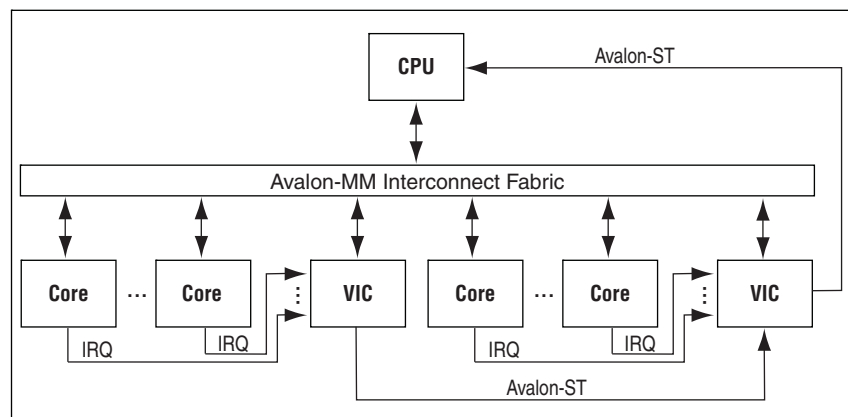 Avalon-ST
CPU
Avalon-MM Interconnect Fabric
Core ... Core VIC Core ... Core VIC
IRQ IRQ IRQ IRQ
Avalon-ST